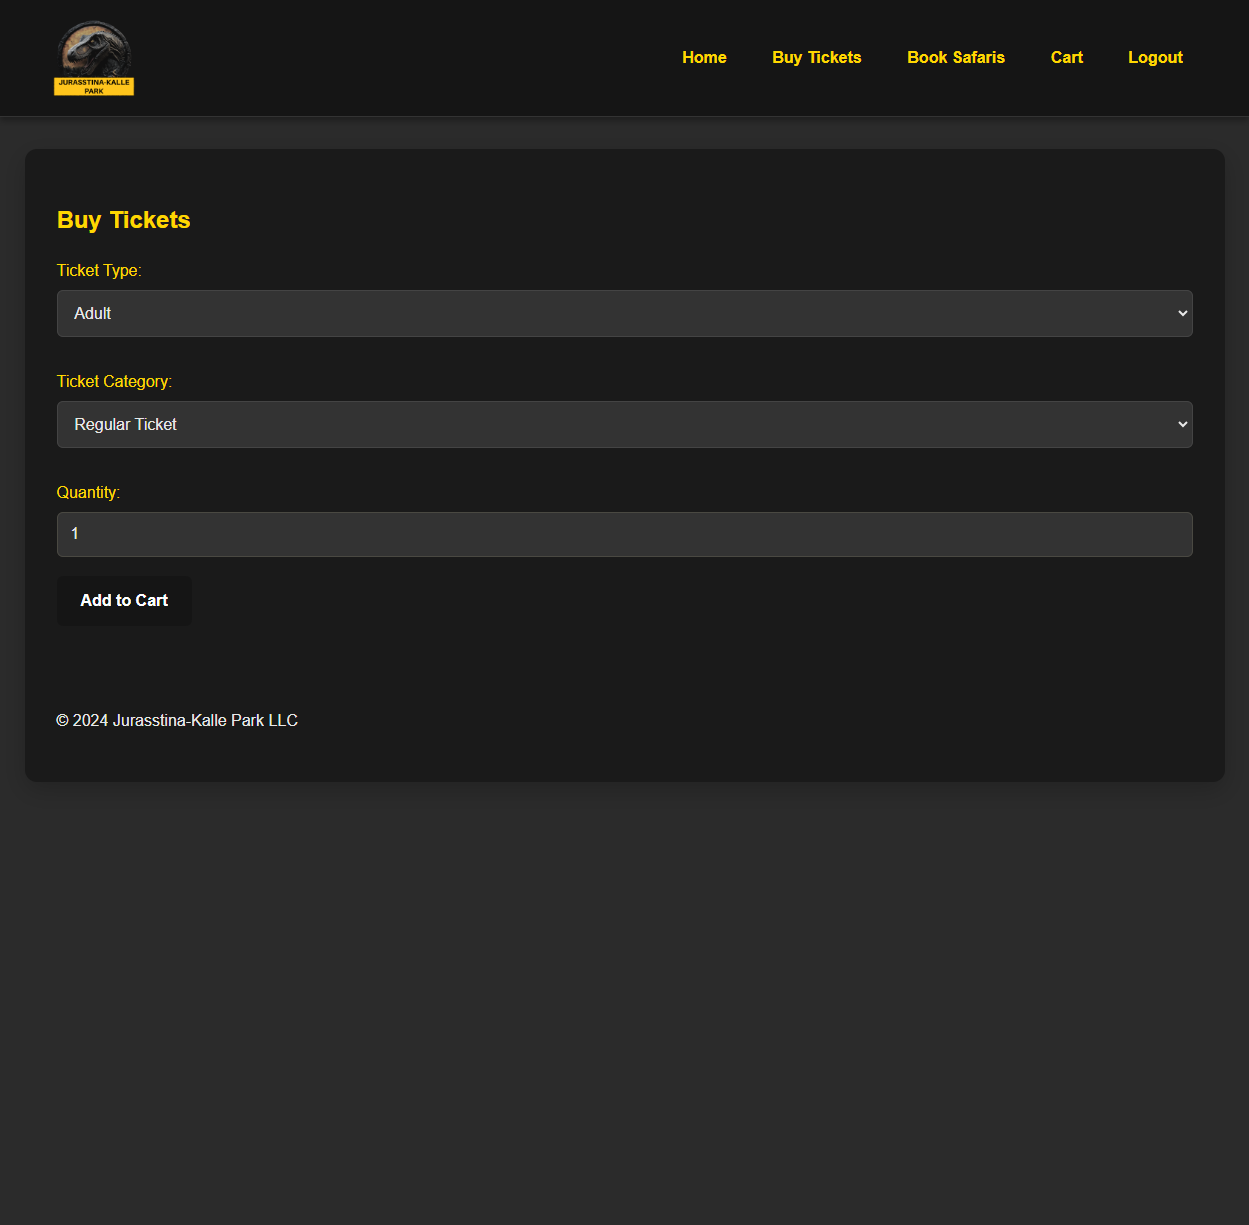 JURASSTINA-KALLE
PARK
Home
Buy Tickets
Book Safaris
Cart
Logout
Buy Tickets
Ticket Type:
Adult
Ticket Category:
Regular Ticket
Quantity:
1
Add to Cart
© 2024 Jurasstina-Kalle Park LLC